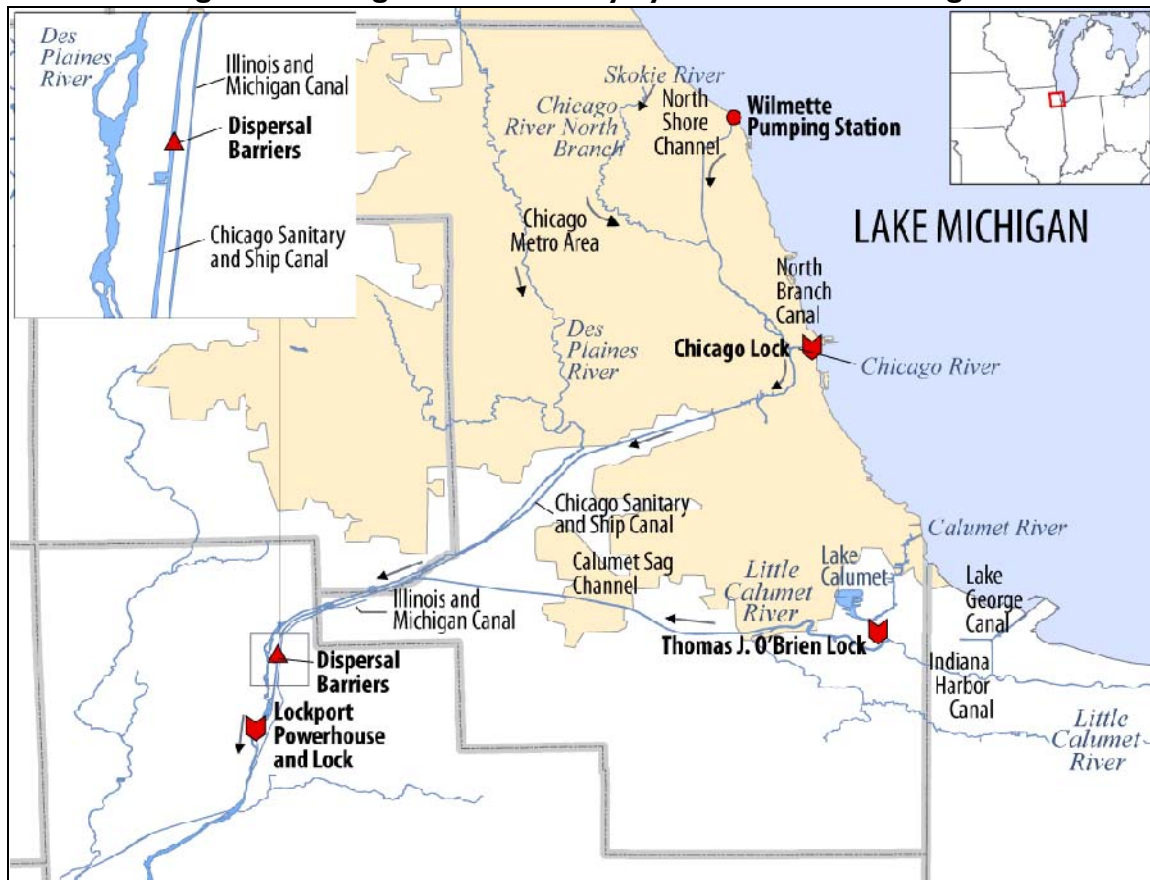 Des
Plaines
River
Illinois and
Michigan Canal
Dispersal
Barriers
Chicago Sanitary
and Ship Canal
Skokie River
Chicago
River North
Branch
North
Shore
Channel
Wilmette
Pumping Station
Chicago
Metro Area
LAKE MICHIGAN
North
Branch
Canal
Des
Plaines
River
Chicago Lock
Chicago River
Chicago Sanitary
and Ship Canal
Calumet Sag
Channel
Illinois and
Michigan Canal
Little
Calumet
River
Lake
Calumet
Calumet River
Lake
George
Canal
Thomas J. O'Brien Lock
Indiana
Harbor
Canal
Little
Calumet
River
Dispersal
Barriers
Lockport
Powerhouse
and Lock